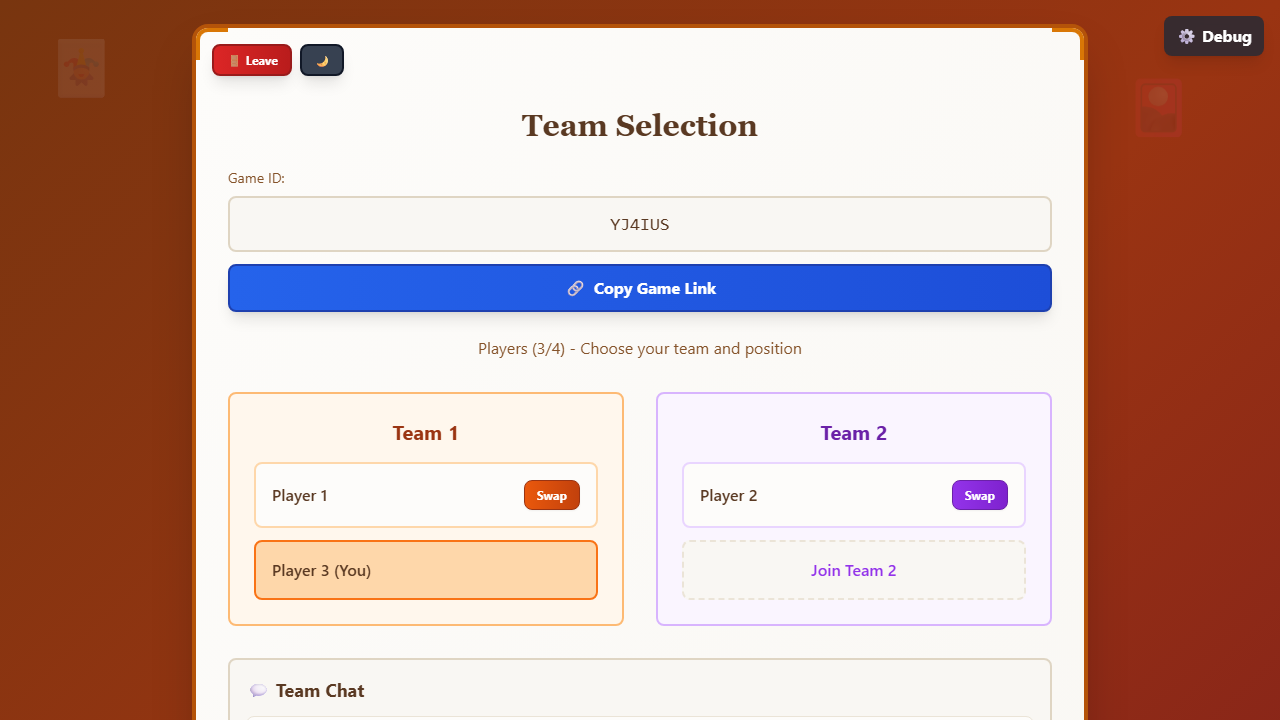 Leave
Debug
Team Selection
Game ID:
YJ4IUS
Copy Game Link
Players (3/4) - Choose your team and position
Team 1
Player 1
Swap
Player 3 (You)
Team 2
Player 2
Swap
Join Team 2
Team Chat